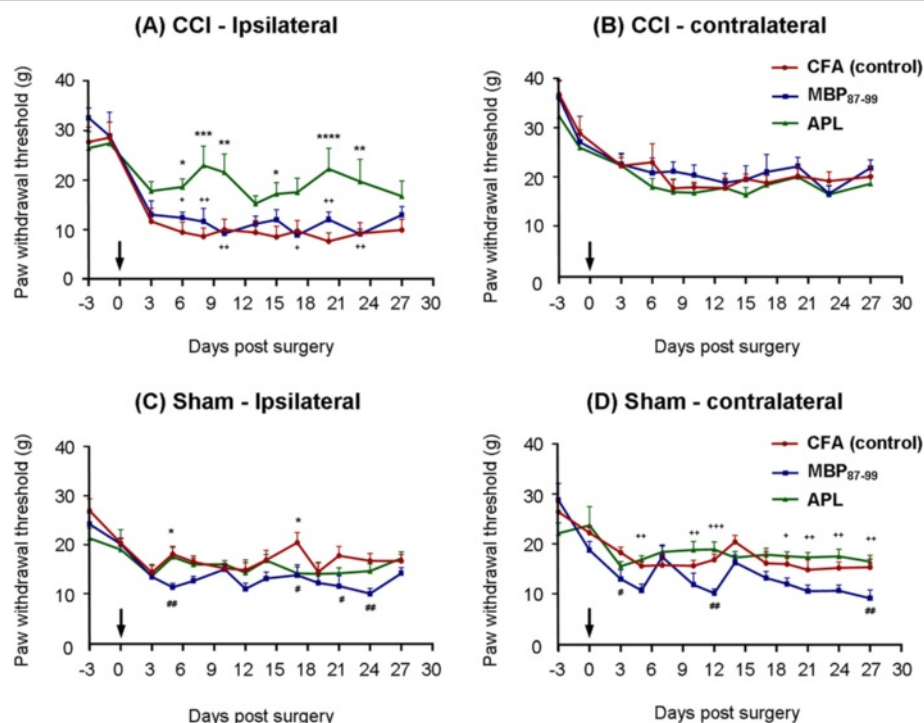 (A) CCI - Ipsilateral
Paw withdrawal threshold (g)
40
30
20
10
0
* *** ** * **** **
+ ++ ++
++ + ++
-3 0 3 6 9 12 15 18 21 24 27 30
Days post surgery
(B) CCI - contralateral
Paw withdrawal threshold (g)
40
30
20
10
0
CFA (control)
MBP87-99
APL
-3 0 3 6 9 12 15 18 21 24 27 30
Days post surgery
(C) Sham - Ipsilateral
Paw withdrawal threshold (g)
40
30
20
10
0
* *
## # # ##
-3 0 3 6 9 12 15 18 21 24 27 30
Days post surgery
(D) Sham - contralateral
Paw withdrawal threshold (g)
40
30
20
10
0
CFA (control)
MBP87-99
APL
++ ++ +++ + ++ ++ ++
# ## ##
-3 0 3 6 9 12 15 18 21 24 27 30
Days post surgery